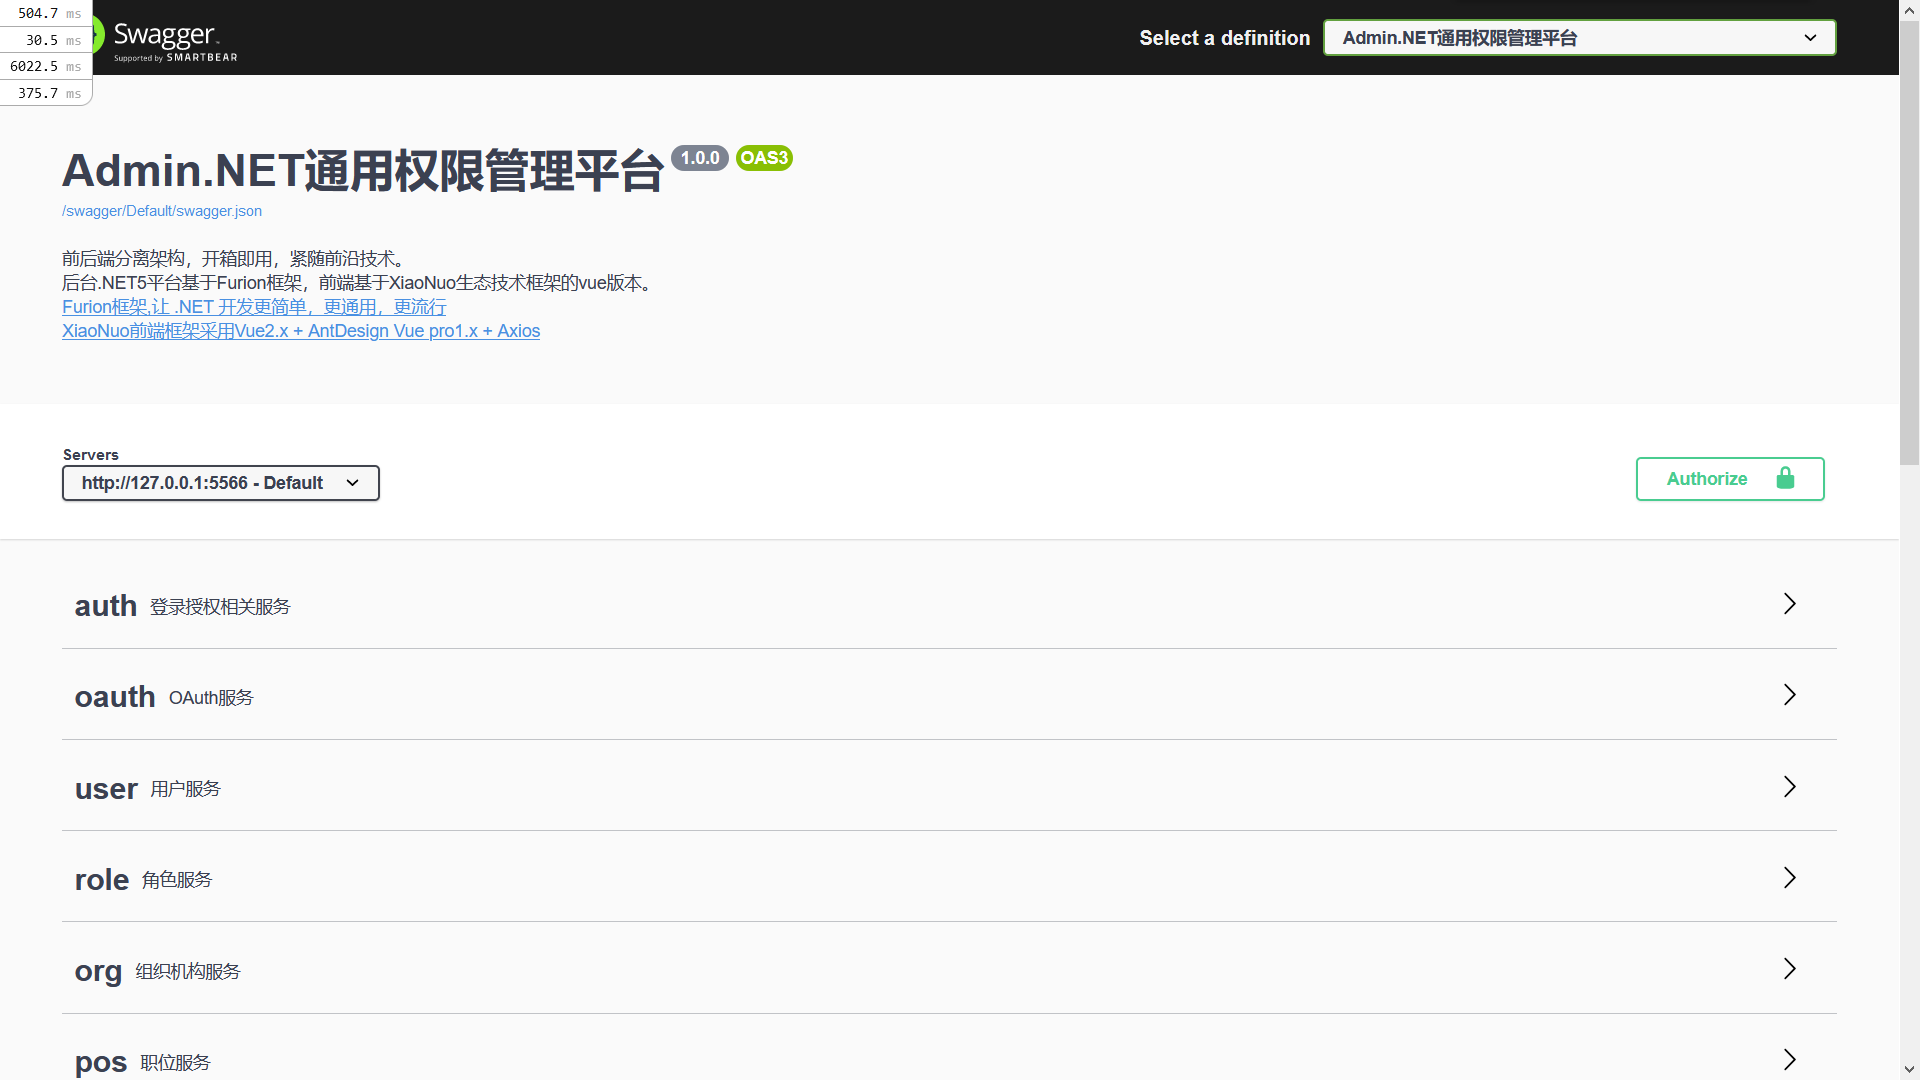 504.7 ms
30.5 ms
6022.5 ms
375.7 ms
Swagger
Supported by SMARTBEAR
Select a definition
Admin.NET通用权限管理平台
Admin.NET通用权限管理平台 1.0.0 OAS3
/swagger/Default/swagger.json
前后端分离架构，开箱即用，紧随前沿技术。
后台.NET5平台基于Furion框架，前端基于XiaoNuo生态技术框架的vue版本。
Furion框架,让 .NET 开发更简单，更通用，更流行
XiaoNuo前端框架采用Vue2.x + AntDesign Vue pro1.x + Axios
Servers
http://127.0.0.1:5566 - Default
Authorize
auth 登录授权相关服务
oauth OAuth服务
user 用户服务
role 角色服务
org 组织机构服务
pos 职位服务